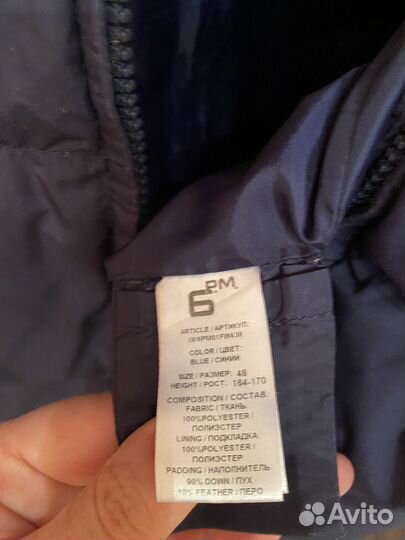 6 P.M.
ARTICLE / АРТИКУЛ:
COLOR / ЦВЕТ:
BLUE / СИНИЙ
SIZE / РАЗМЕР: 48
HEIGHT / РОСТ: 164-170
COMPOSITION / СОСТАВ:
FABRIC / ТКАНЬ:
100%POLYESTER /
ПОЛИЭСТЕР
LINING / ПОДКЛАДКА:
100%POLYESTER /
ПОЛИЭСТЕР
PADDING / НАПОЛНИТЕЛЬ:
90% DOWN / ПУХ
10% FEATHER / ПЕРО
Avito